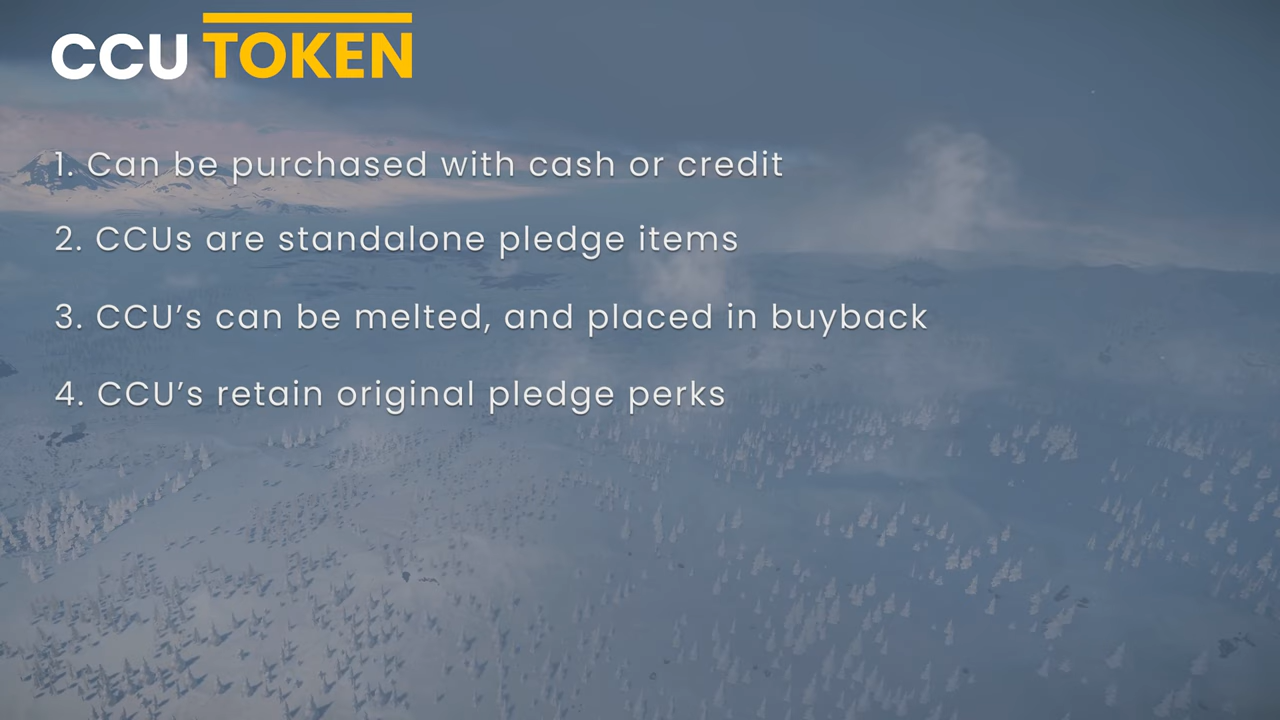 CCU TOKEN
1. Can be purchased with cash or credit
2. CCUs are standalone pledge items
3. CCU’s can be melted, and placed in buyback
4. CCU’s retain original pledge perks